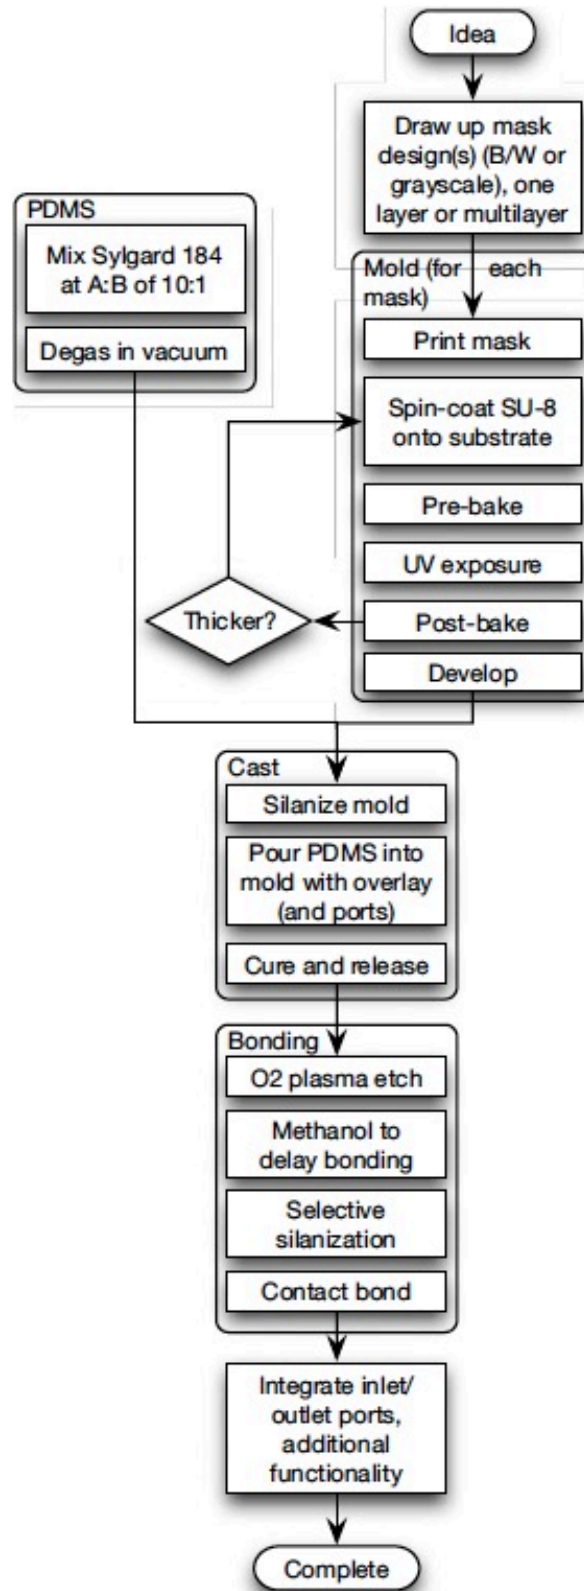 Idea
Draw up mask
design(s) (B/W or
grayscale), one
layer or multilayer
PDMS
Mix Sylgard 184
at A:B of 10:1
Degas in vacuum
Mold (for each
mask)
Print mask
Spin-coat SU-8
onto substrate
Pre-bake
UV exposure
Thicker?
Post-bake
Develop
Cast
Silanize mold
Pour PDMS into
mold with overlay
(and ports)
Cure and release
Bonding
O2 plasma etch
Methanol to
delay bonding
Selective
silanization
Contact bond
Integrate inlet/
outlet ports,
additional
functionality
Complete